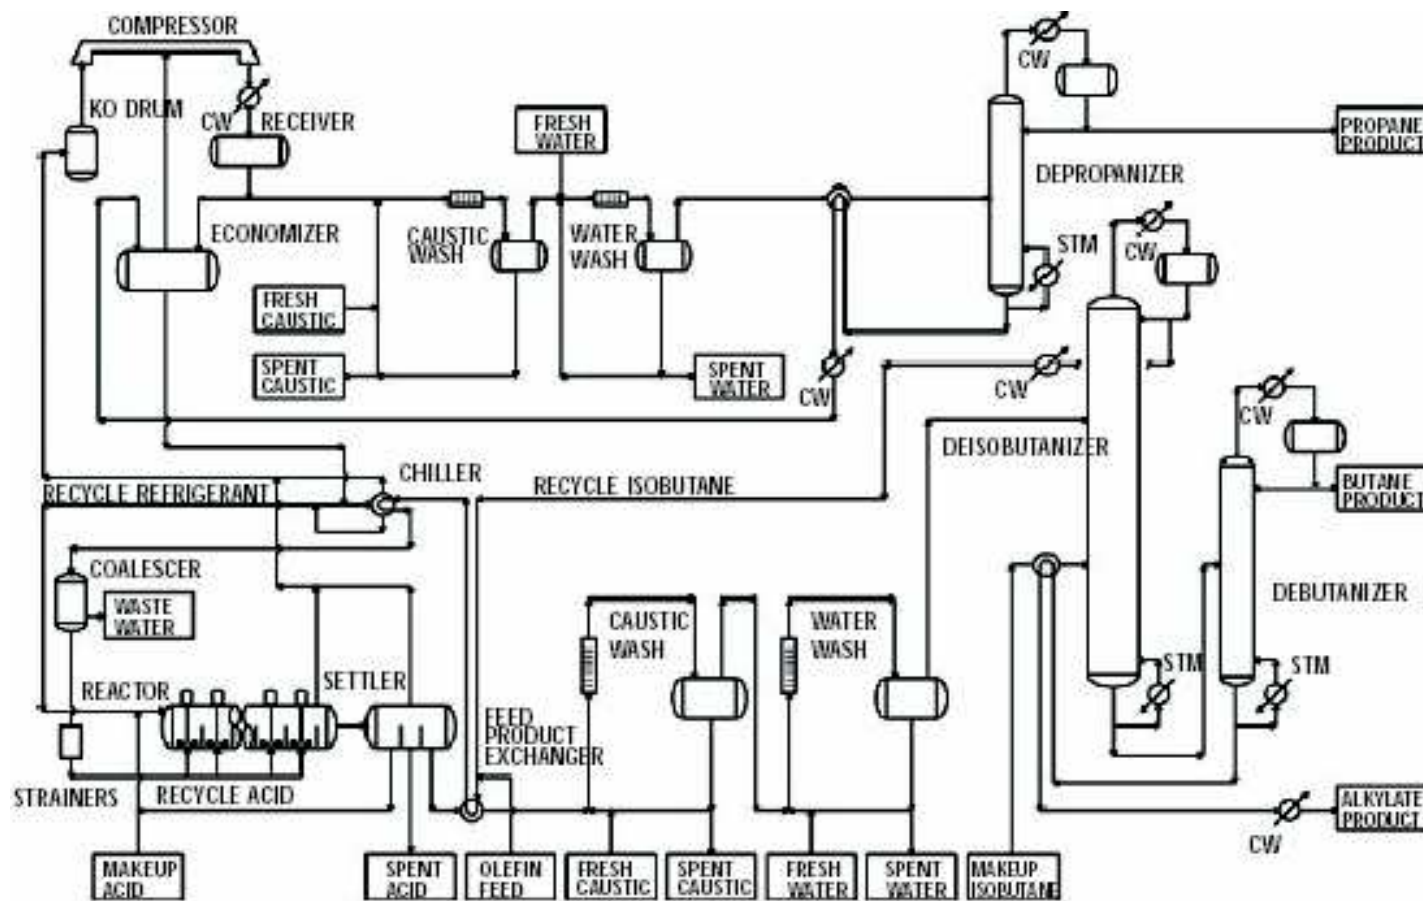 COMPRESSOR
KO DRUM
CW
RECEIVER
FRESH
WATER
CW
PROPANE
PRODUCT
DEPROPANIZER
ECONOMIZER
CAUSTIC
WASH
WATER
WASH
STM
CW
FRESH
CAUSTIC
SPENT
CAUSTIC
SPENT
WATER
CW
CW
CW
DEISOBUTANIZER
CHILLER
RECYCLE REFRIGERANT
RECYCLE ISOBUTANE
BUTANE
PRODUCT
COALESCER
WASTE
WATER
CAUSTIC
WASH
WATER
WASH
DEBUTANIZER
STM
STM
REACTOR
SETTLER
FEED
PRODUCT
EXCHANGER
STRAINERS
RECYCLE ACID
ALKYLATE
PRODUCT
CW
MAKEUP
ACID
SPENT
ACID
OLEFIN
FEED
FRESH
CAUSTIC
SPENT
CAUSTIC
FRESH
WATER
SPENT
WATER
MAKEUP
ISOBUTANE